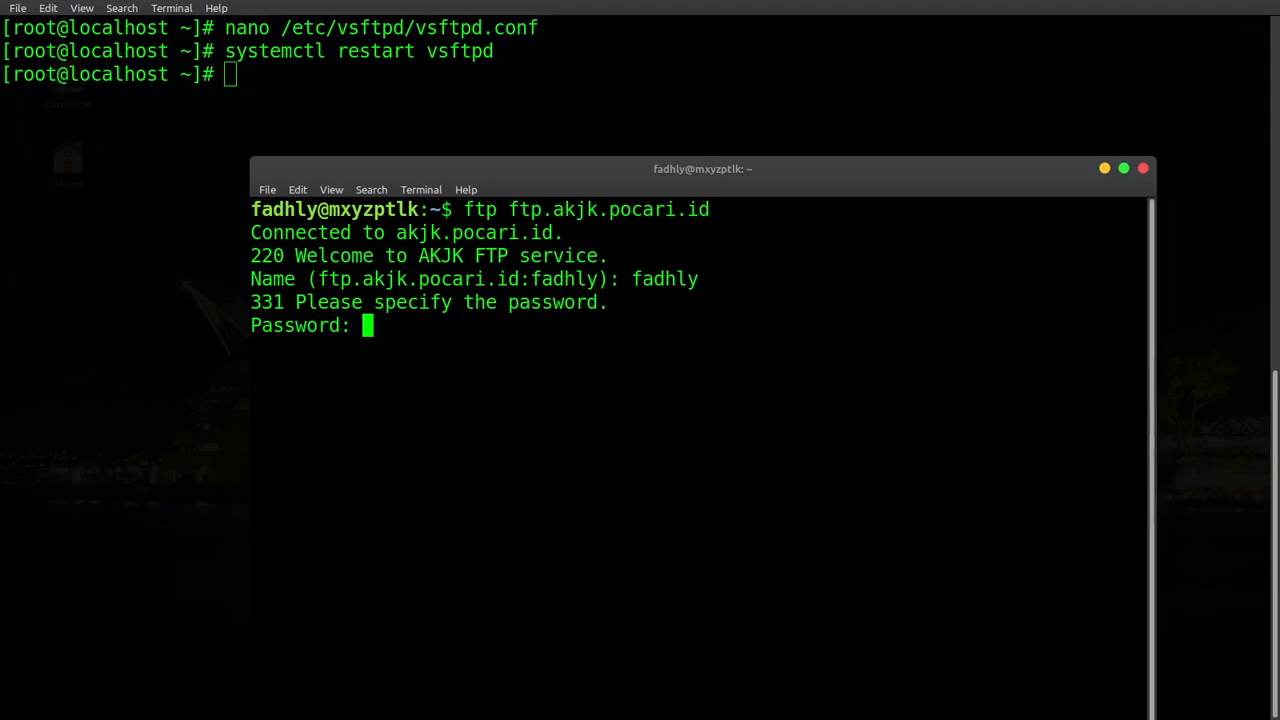 File Edit View Search Terminal Help
[root@localhost ~]# nano /etc/vsftpd/vsftpd.conf
[root@localhost ~]# systemctl restart vsftpd
[root@localhost ~]#
Computer
Home
fadhly@mxyzptlk: ~
File Edit View Search Terminal Help
fadhly@mxyzptlk:~$ ftp ftp.akjk.pocari.id
Connected to akjk.pocari.id.
220 Welcome to AKJK FTP service.
Name (ftp.akjk.pocari.id:fadhly): fadhly
331 Please specify the password.
Password: